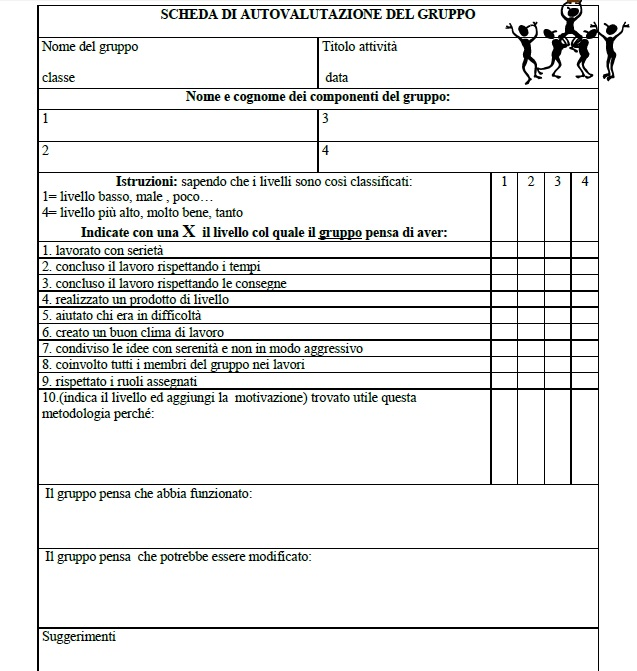 SCHEDA DI AUTOVALUTAZIONE DEL GRUPPO
Nome del gruppo
Titolo attività
classe
data
Nome e cognome dei componenti del gruppo:
1
3
2
4
Istruzioni: sapendo che i livelli sono così classificati:
1 2 3 4
1= livello basso, male , poco…
4= livello più alto, molto bene, tanto
Indicate con una X il livello col quale il gruppo pensa di aver:
1. lavorato con serietà
2. concluso il lavoro rispettando i tempi
3. concluso il lavoro rispettando le consegne
4. realizzato un prodotto di livello
5. aiutato chi era in difficoltà
6. creato un buon clima di lavoro
7. condiviso le idee con serenità e non in modo aggressivo
8. coinvolto tutti i membri del gruppo nei lavori
9. rispettato i ruoli assegnati
10.(indica il livello ed aggiungi la motivazione) trovato utile questa
metodologia perché:
Il gruppo pensa che abbia funzionato:
Il gruppo pensa che potrebbe essere modificato:
Suggerimenti